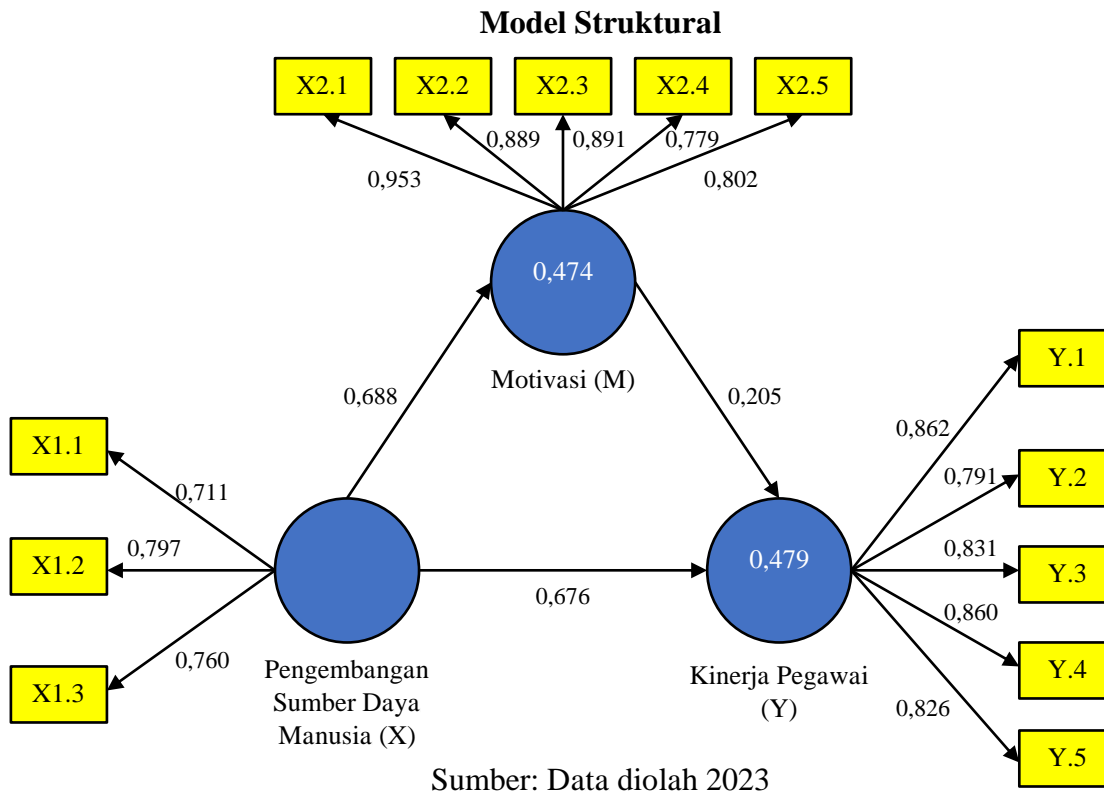 Model Struktural
X2.1 X2.2 X2.3 X2.4 X2.5
0,889 0,891 0,779
0,953 0,802
0,474
Motivasi (M)
0,688 0,205
X1.1
X1.2
X1.3
0,711
0,797
0,760
Pengembangan
Sumber Daya
Manusia (X)
0,676
0,479
Kinerja Pegawai
(Y)
0,862
0,791
0,831
0,860
0,826
Y.1
Y.2
Y.3
Y.4
Y.5
Sumber: Data diolah 2023